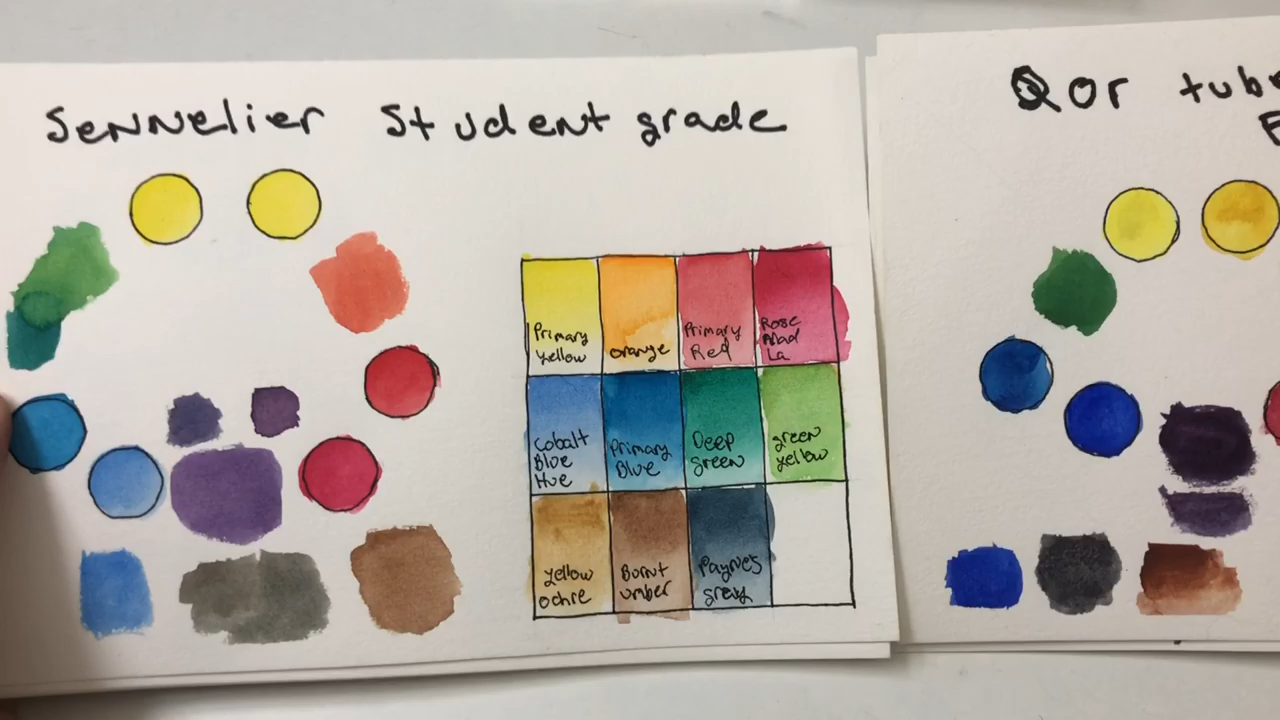 Sennelier Student grade
Primary
Yellow
orange
Primary
Red
Rose
Mad
La
Cobalt
Blue
Hue
Primary
Blue
Deep
green
green
yellow
yellow
ochre
Burnt
umber
Payne's
grey
Qor tube